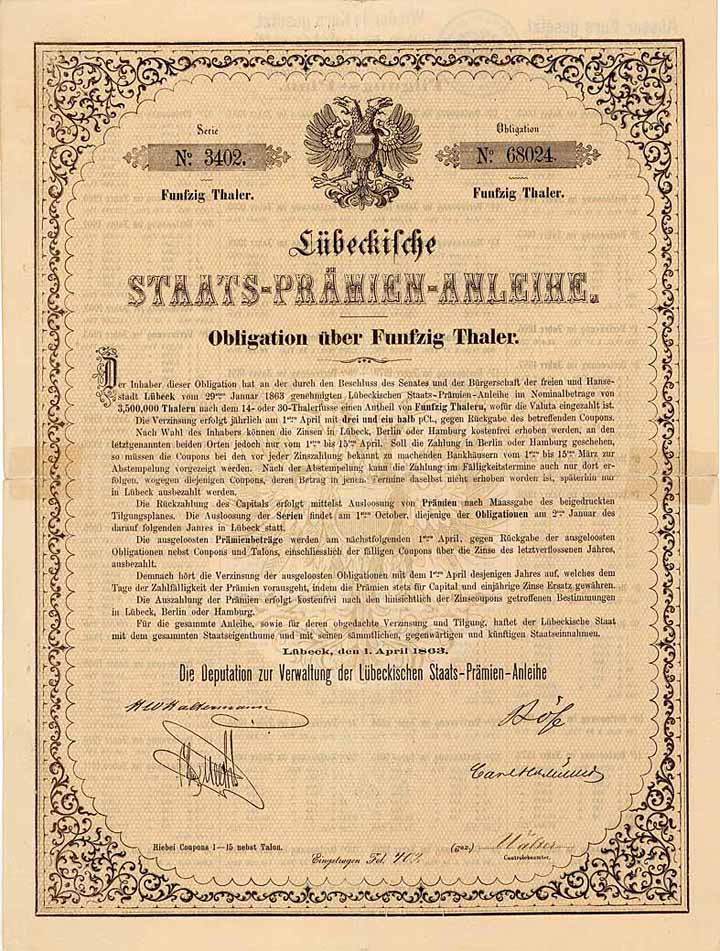 Serie
Obligation
No 3402.
No 68024.
Funfzig Thaler.
Funfzig Thaler.
Lübeckische
STAATS-PRÄMIEN-ANLEIHE.
Obligation über Funfzig Thaler.
Der Inhaber dieser Obligation hat an der durch den Beschluss des Senates und der Bürgerschaft der freien und Hanse-
stadt Lübeck vom 29sten Januar 1863 genehmigten Lübeckischen Staats-Prämien-Anleihe im Nominalbetrage von
3,500,000 Thalern nach dem 14- oder 30-Thalerfusse einen Antheil von Funfzig Thalern, wofür die Valuta eingezahlt ist.
Die Verzinsung erfolgt jährlich am 1sten April mit drei und ein halb pCt., gegen Rückgabe des betreffenden Coupons.
Nach Wahl des Inhabers können die Zinsen in Lübeck, Berlin oder Hamburg kostenfrei erhoben werden, an den
letztgenannten beiden Orten jedoch nur vom 1sten bis 15ten April. Soll die Zahlung in Berlin oder Hamburg geschehen,
so müssen die Coupons bei den vor jeder Zinszahlung bekannt zu machenden Bankhäusern vom 1sten bis 15ten März zur
Abstempelung vorgezeigt werden. Nach der Abstempelung kann die Zahlung im Fälligkeitstermine auch nur dort er-
folgen, wogegen diejenigen Coupons, deren Betrag in jenen Termine daselbst nicht erhoben worden ist, späterhin nur
in Lübeck ausbezahlt werden.
Die Rückzahlung des Capitals erfolgt mittelst Ausloosung von Prämien nach Maassgabe des beigedruckten
Tilgungsplanes. Die Ausloosung der Serien findet am 1sten October, diejenige der Obligationen am 2ten Januar des
darauf folgenden Jahres in Lübeck statt.
Die ausgeloosten Prämienbeträge werden am nächstfolgenden 1sten April, gegen Rückgabe der ausgeloosten
Obligationen nebst Coupons und Talons, einschliesslich der fälligen Coupons über die Zinse des letztverflossenen Jahres,
ausbezahlt.
Demnach hört die Verzinsung der ausgeloosten Obligationen mit dem 1sten April desjenigen Jahres auf, welches dem
Tage der Zahlfälligkeit der Prämien vorausgeht, indem die Prämien stets für Capital und einjährige Zinse Ersatz gewähren.
Die Auszahlung der Prämien erfolgt kostenfrei nach den hinsichtlich der Zinscoupons getroffenen Bestimmungen
in Lübeck, Berlin oder Hamburg.
Für die gesammte Anleihe, sowie für deren obgedachte Verzinsung und Tilgung, haftet der Lübeckische Staat
mit dem gesammten Staatseigenthume und mit seinen sämmtlichen, gegenwärtigen und künftigen Staatseinnahmen.
Lübeck, den 1. April 1863.
Die Deputation zur Verwaltung der Lübeckischen Staats-Prämien-Anleihe
HW Haltermann
Hiebei Coupons 1—15 nebst Talon.
Eingetragen Fol.
(gez.)
Controlebeamter.